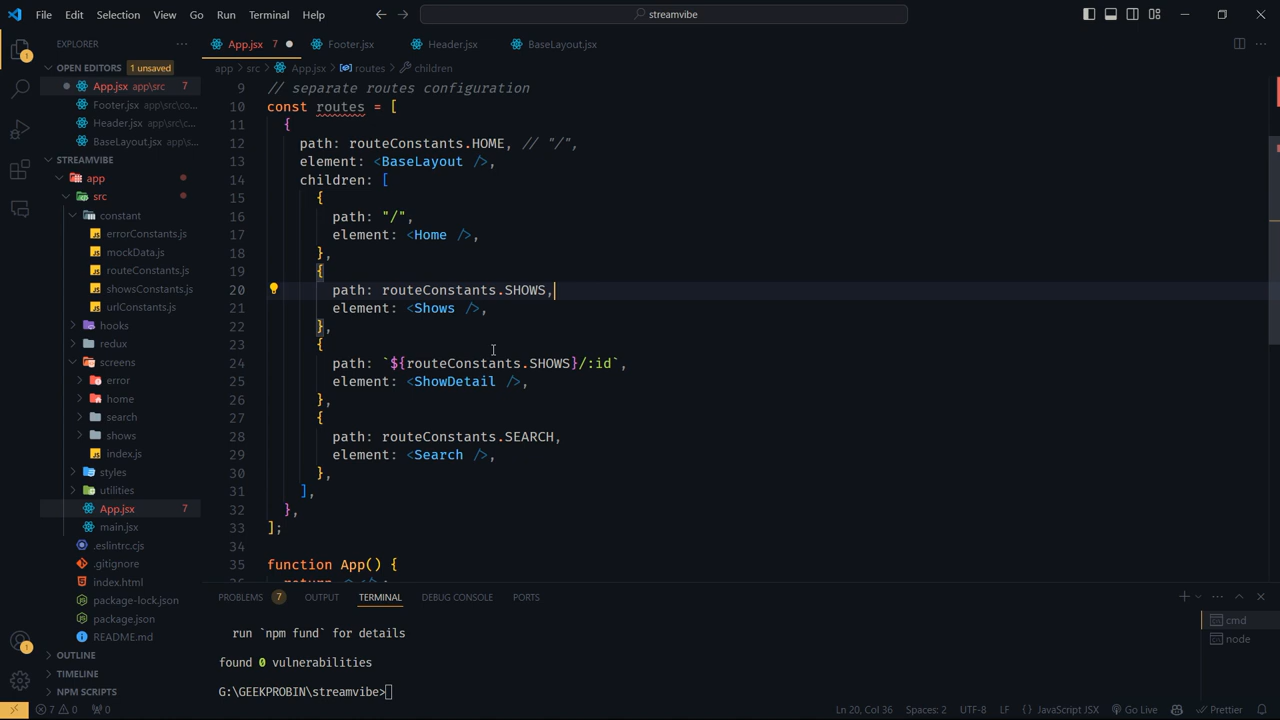 File Edit Selection View Go Run Terminal Help
streamvibe
EXPLORER
App.jsx 7
Footer.jsx
Header.jsx
BaseLayout.jsx
OPEN EDITORS 1 unsaved
app > src > App.jsx > routes > children
App.jsx app\src 7
Footer.jsx app\src\co...
Header.jsx app\src\c...
BaseLayout.jsx app\s...
STREAMVIBE
app
src
constant
errorConstants.js
mockData.js
routeConstants.js
showsConstants.js
urlConstants.js
hooks
redux
screens
error
home
search
shows
index.js
styles
utilities
App.jsx 7
main.jsx
.eslintrc.cjs
.gitignore
index.html
package-lock.json
package.json
README.md
OUTLINE
TIMELINE
NPM SCRIPTS
9 // separate routes configuration
10 const routes = [
11 {
12 path: routeConstants.HOME, // "/",
13 element: <BaseLayout />,
14 children: [
15 {
16 path: "/",
17 element: <Home />,
18 },
19 {
20 path: routeConstants.SHOWS,
21 element: <Shows />,
22 },
23 {
24 path: `${routeConstants.SHOWS}/:id`,
25 element: <ShowDetail />,
26 },
27 {
28 path: routeConstants.SEARCH,
29 element: <Search />,
30 },
31 ],
32 },
33 ];
34
35 function App() {
PROBLEMS 7 OUTPUT TERMINAL DEBUG CONSOLE PORTS
run `npm fund` for details
found 0 vulnerabilities
G:\GEEKPROBIN\streamvibe>
cmd
node
7 0 0
Ln 20, Col 36 Spaces: 2 UTF-8 LF {} JavaScript JSX Go Live Prettier